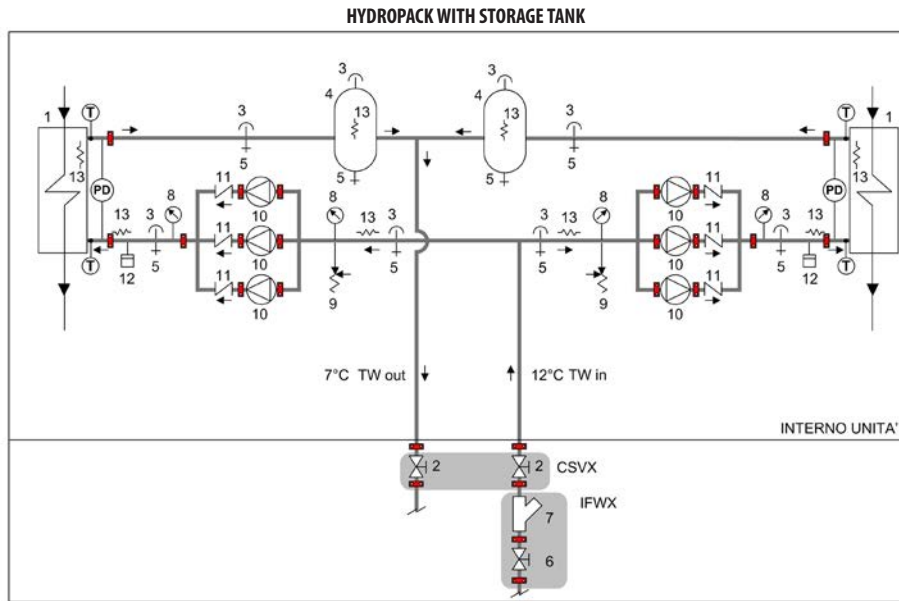 HYDROPACK WITH STORAGE TANK
3 3
4 4
1 T 3 13 13 3 T 1
13 5 5 5 5 13
PD 11 8 8 11 PD
13 3 8 10 13 3 3 13 10 8 3 13
11 11
5 10 5 5 10 5
12 11 9 9 11 12
T 10 10 T
7°C TW out 12°C TW in
INTERNO UNITA'
2 2 CSVX
IFWX
7
6